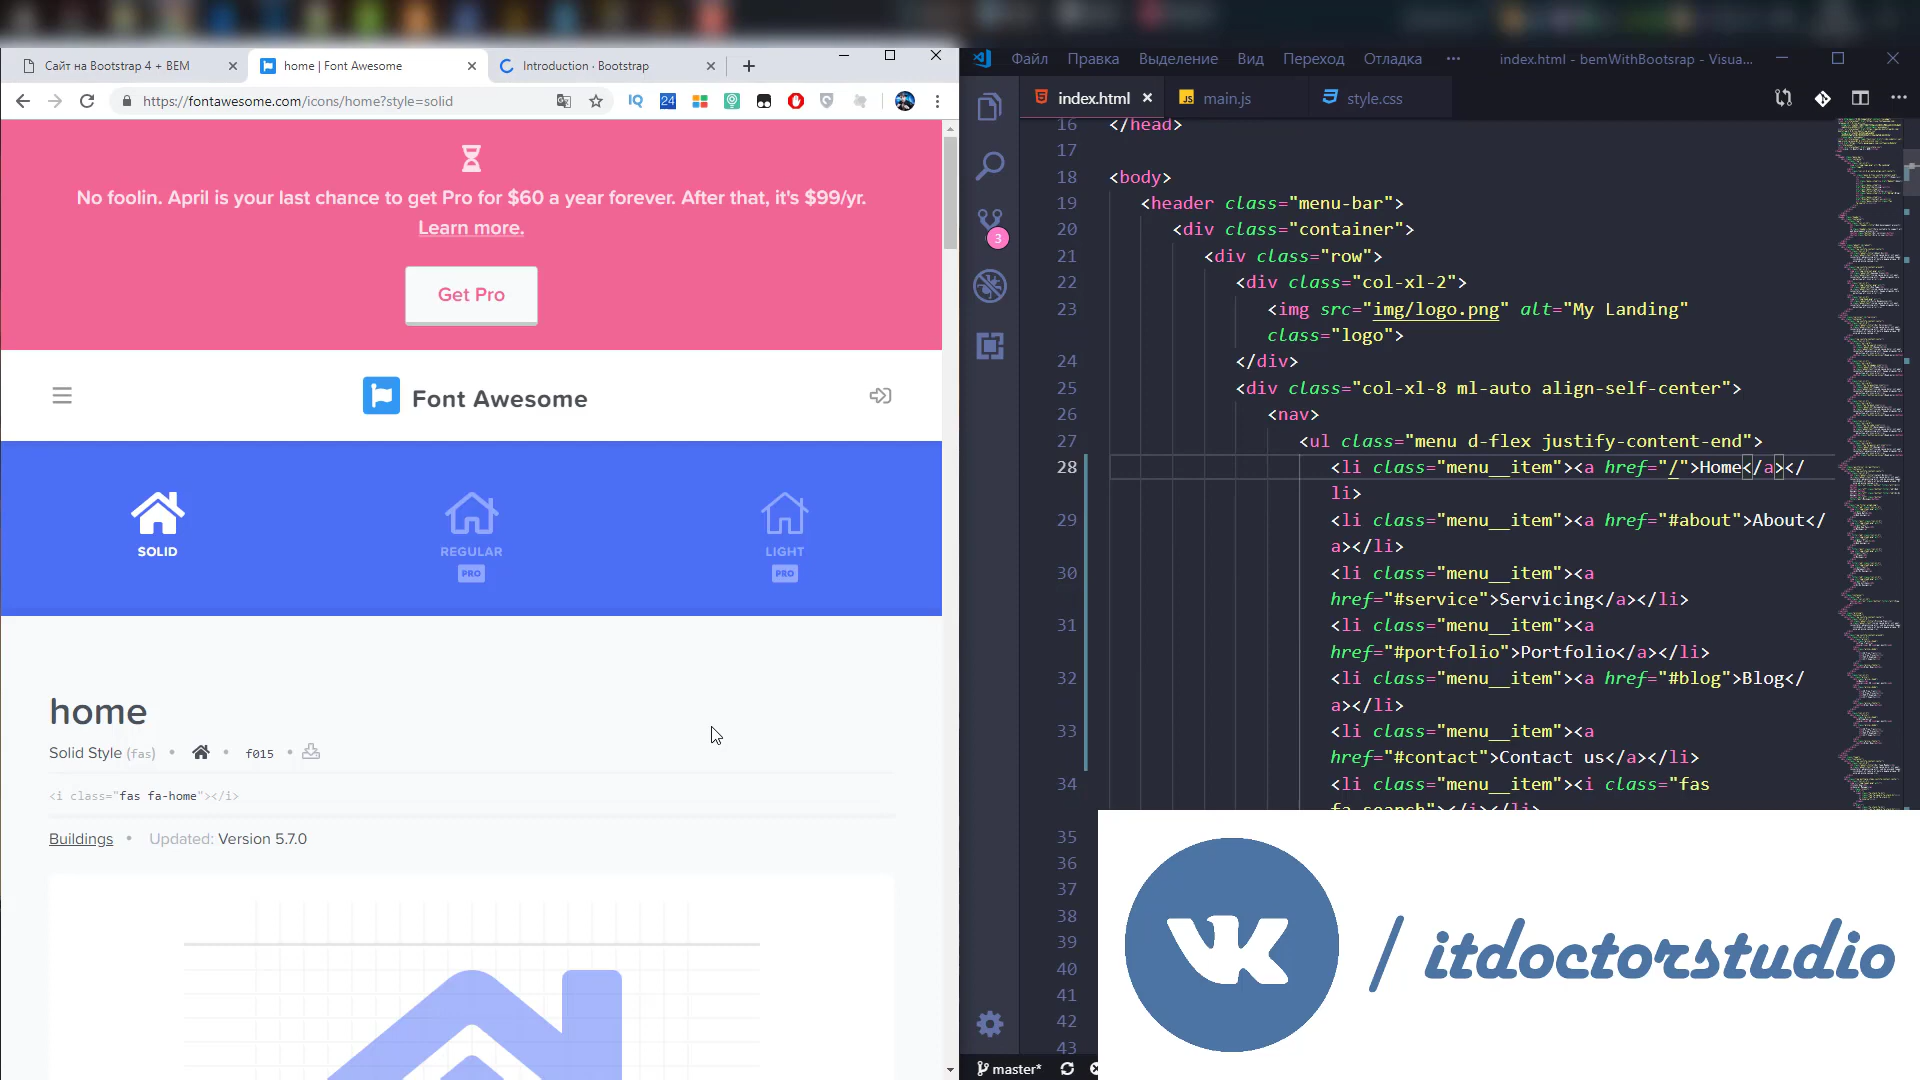 Сайт на Bootstrap 4 + BEM
home | Font Awesome
Introduction · Bootstrap
https://fontawesome.com/icons/home?style=solid
IQ
24
No foolin. April is your last chance to get Pro for $60 a year forever. After that, it's $99/yr.
Learn more.
Get Pro
Font Awesome
SOLID
REGULAR
PRO
LIGHT
PRO
home
Solid Style (fas) • • f015 •
<i class="fas fa-home"></i>
Buildings • Updated: Version 5.7.0
Файл Правка Выделение Вид Переход Отладка ··· index.html - bemWithBootsrap - Visua...
index.html
JS main.js
style.css
3
16 </head>
17
18 <body>
19 <header class="menu-bar">
20 <div class="container">
21 <div class="row">
22 <div class="col-xl-2">
23 <img src="img/logo.png" alt="My Landing"
class="logo">
24 </div>
25 <div class="col-xl-8 ml-auto align-self-center">
26 <nav>
27 <ul class="menu d-flex justify-content-end">
28 <li class="menu__item"><a href="/">Home</a></
li>
29 <li class="menu__item"><a href="#about">About</
a></li>
30 <li class="menu__item"><a
href="#service">Servicing</a></li>
31 <li class="menu__item"><a
href="#portfolio">Portfolio</a></li>
32 <li class="menu__item"><a href="#blog">Blog</
a></li>
33 <li class="menu__item"><a
href="#contact">Contact us</a></li>
34 <li class="menu__item"><i class="fas
fa-search"></i></li>
35
36
37
38
39
40
41
42
43
master*
/ itdoctorstudio